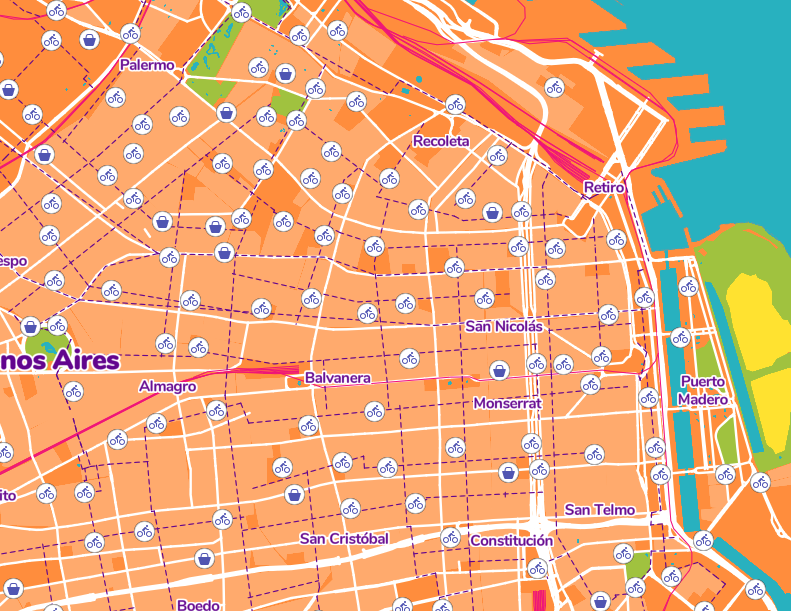 Palermo
Recoleta
Retiro
éspo
San Nicolás
nos Aires
Almagro
Balvanera
Puerto
Madero
Monserrat
ito
San Telmo
San Cristóbal
Constitución
Boedo